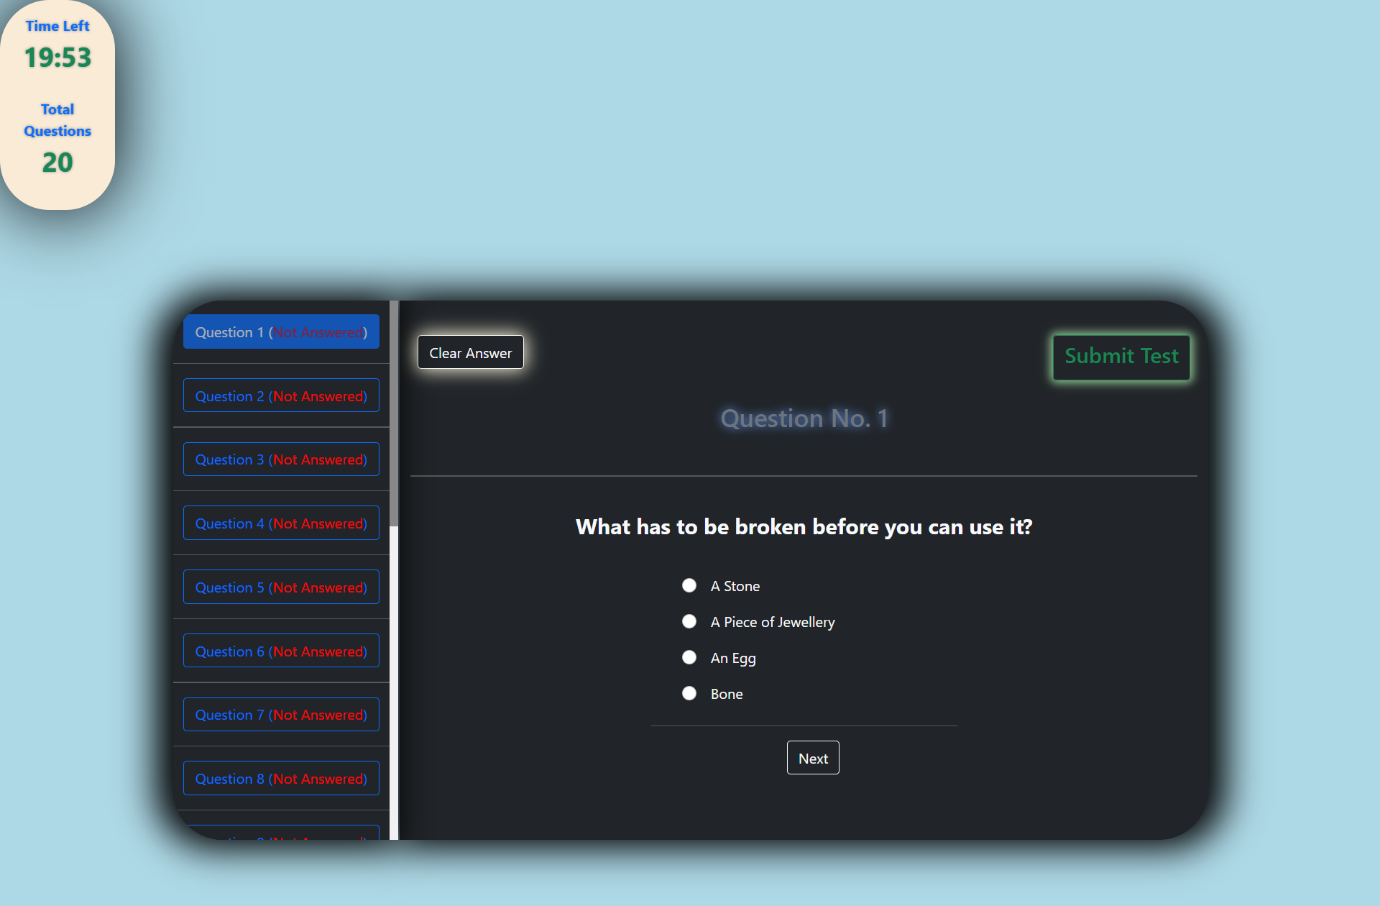 Time Left
19:53
Total
Questions
20
Question 1 (Not Answered)
Question 2 (Not Answered)
Question 3 (Not Answered)
Question 4 (Not Answered)
Question 5 (Not Answered)
Question 6 (Not Answered)
Question 7 (Not Answered)
Question 8 (Not Answered)
Clear Answer
Submit Test
Question No. 1
What has to be broken before you can use it?
A Stone
A Piece of Jewellery
An Egg
Bone
Next